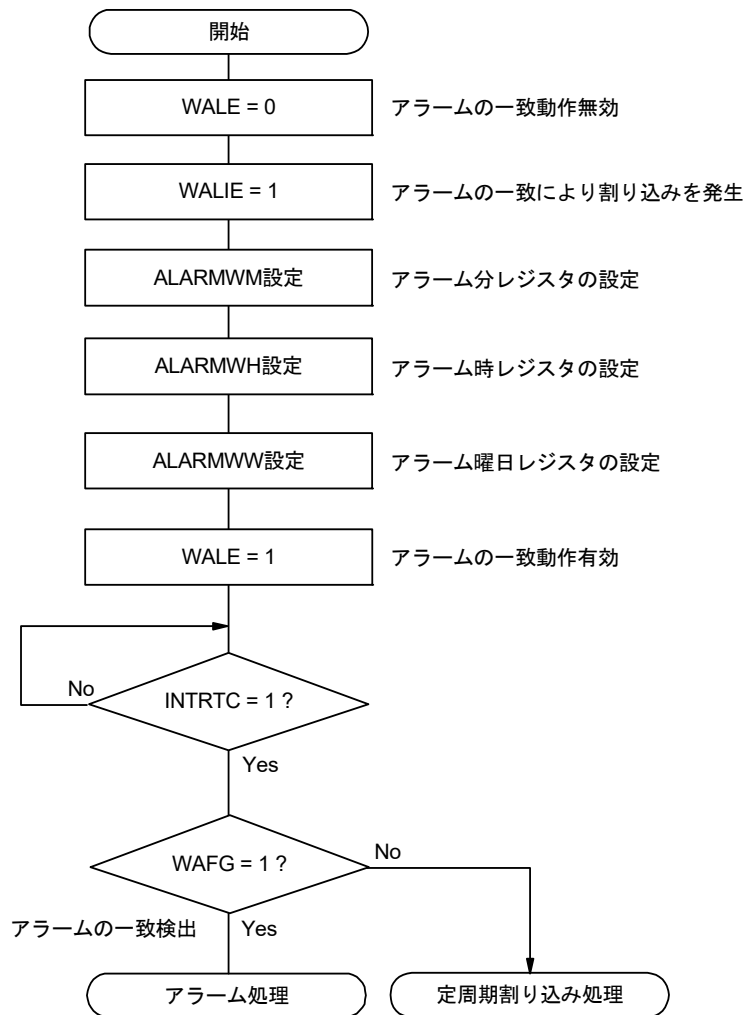 開始
WALE = 0
アラームの一致動作無効
WALIE = 1
アラームの一致により割り込みを発生
ALARMWM設定
アラーム分レジスタの設定
ALARMWH設定
アラーム時レジスタの設定
ALARMWW設定
アラーム曜日レジスタの設定
WALE = 1
アラームの一致動作有効
No
INTRTC = 1 ?
Yes
WAFG = 1 ?
No
アラームの一致検出
Yes
アラーム処理
定周期割り込み処理